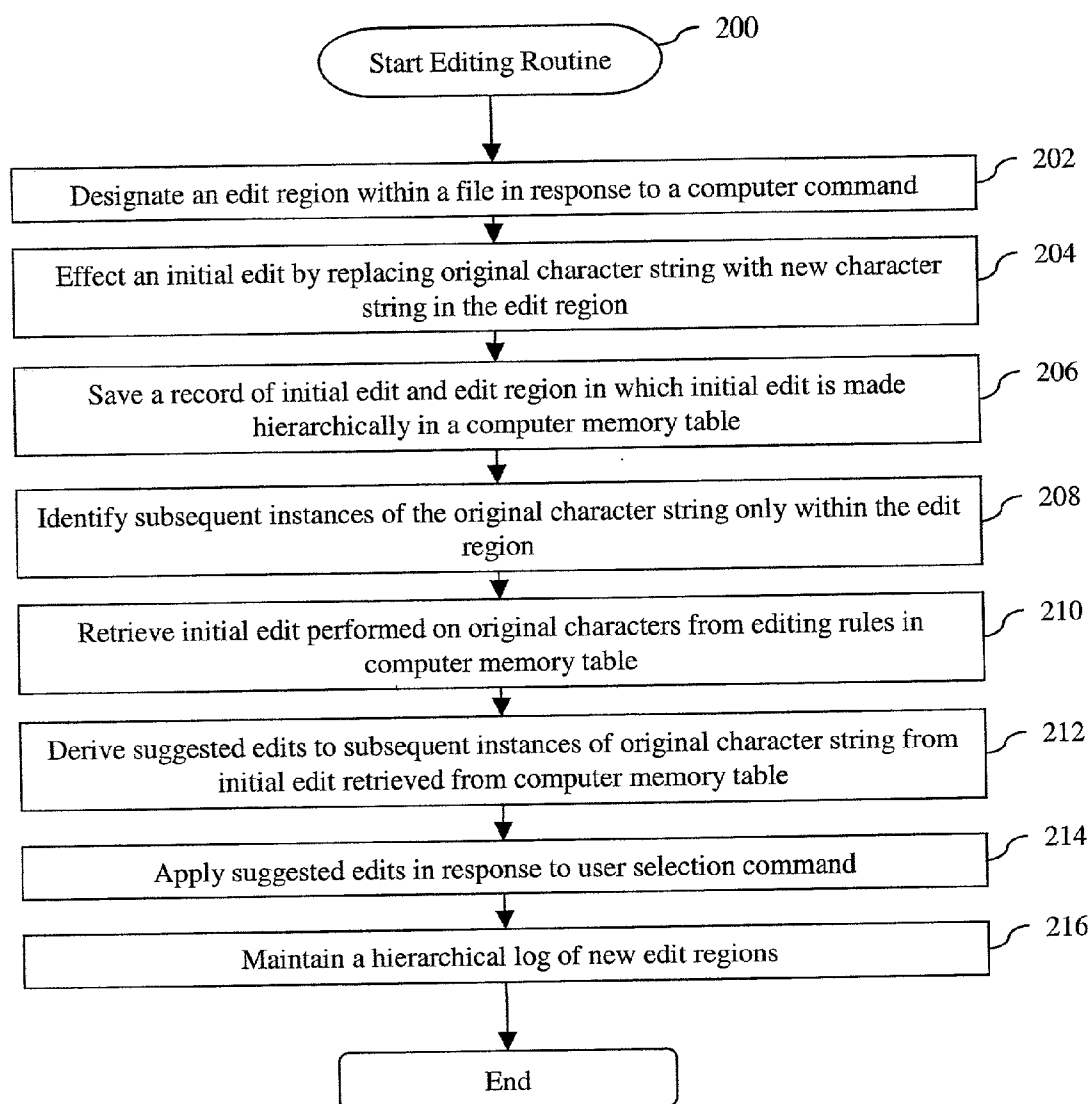 200
Start Editing Routine
202
Designate an edit region within a file in response to a computer command
204
Effect an initial edit by replacing original character string with new character
string in the edit region
206
Save a record of initial edit and edit region in which initial edit is made
hierarchically in a computer memory table
208
Identify subsequent instances of the original character string only within the edit
region
210
Retrieve initial edit performed on original characters from editing rules in
computer memory table
212
Derive suggested edits to subsequent instances of original character string from
initial edit retrieved from computer memory table
214
Apply suggested edits in response to user selection command
216
Maintain a hierarchical log of new edit regions
End